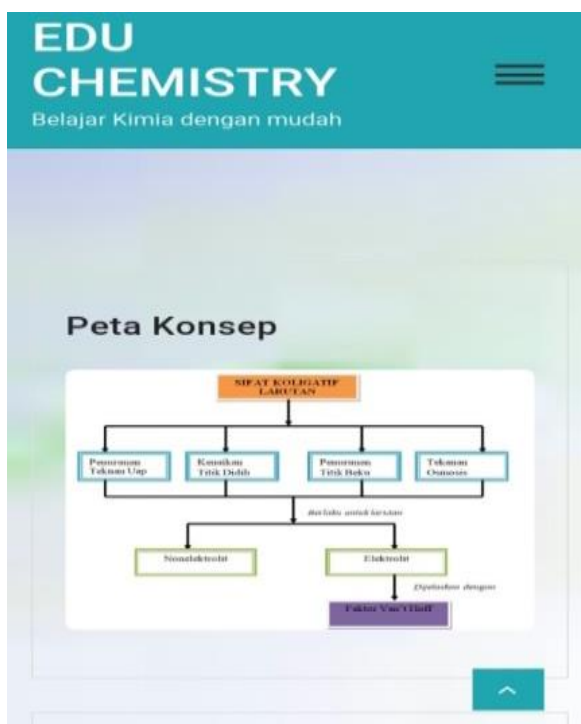 EDU
CHEMISTRY
Belajar Kimia dengan mudah
Peta Konsep
SIFAT KOLIGATIF
LARUTAN
Penurunan
Tekanan Uap
Kenaikan
Titik Didih
Penurunan
Titik Beku
Tekanan
Osmosis
Berlaku untuk larutan
Nonelektrolit
Elektrolit
Dijelaskan dengan
Faktor Van't Hoff